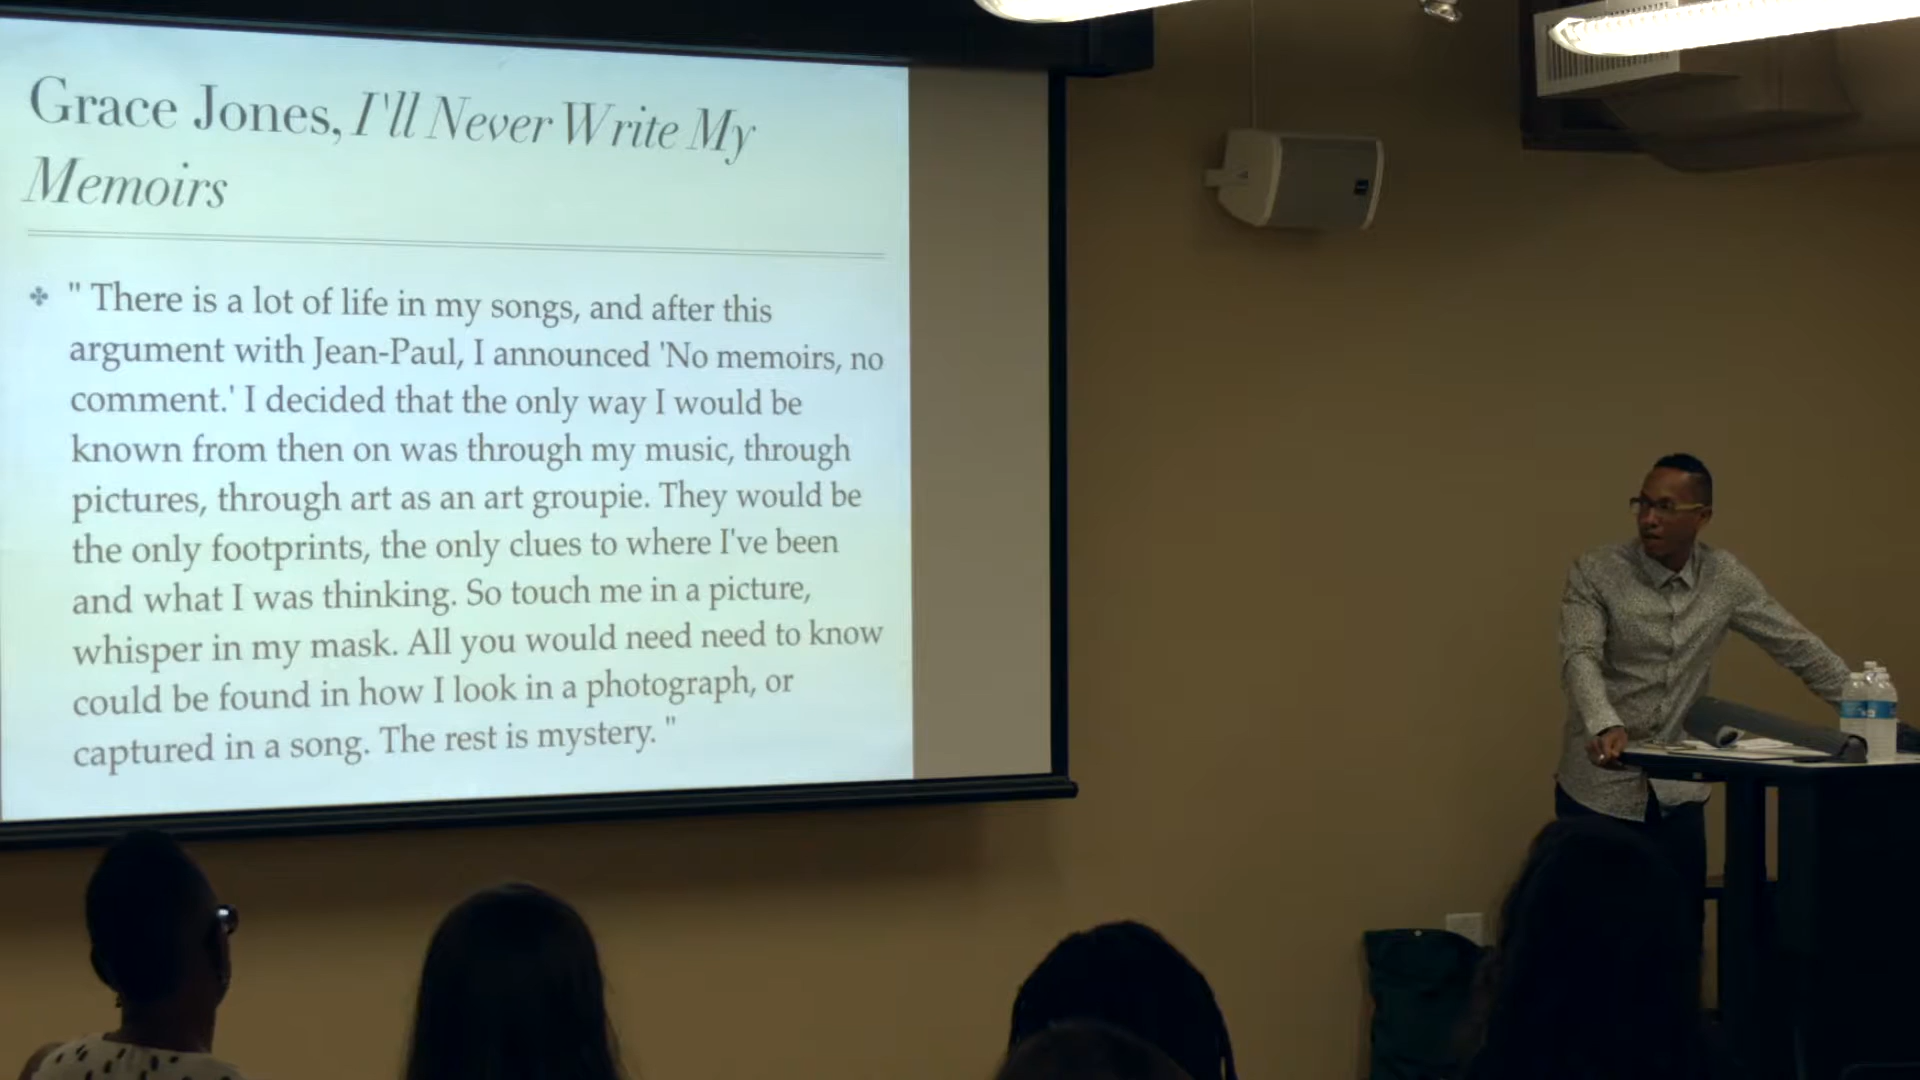 Grace Jones, I'll Never Write My
Memoirs
" There is a lot of life in my songs, and after this
argument with Jean-Paul, I announced 'No memoirs, no
comment.' I decided that the only way I would be
known from then on was through my music, through
pictures, through art as an art groupie. They would be
the only footprints, the only clues to where I've been
and what I was thinking. So touch me in a picture,
whisper in my mask. All you would need need to know
could be found in how I look in a photograph, or
captured in a song. The rest is mystery. "